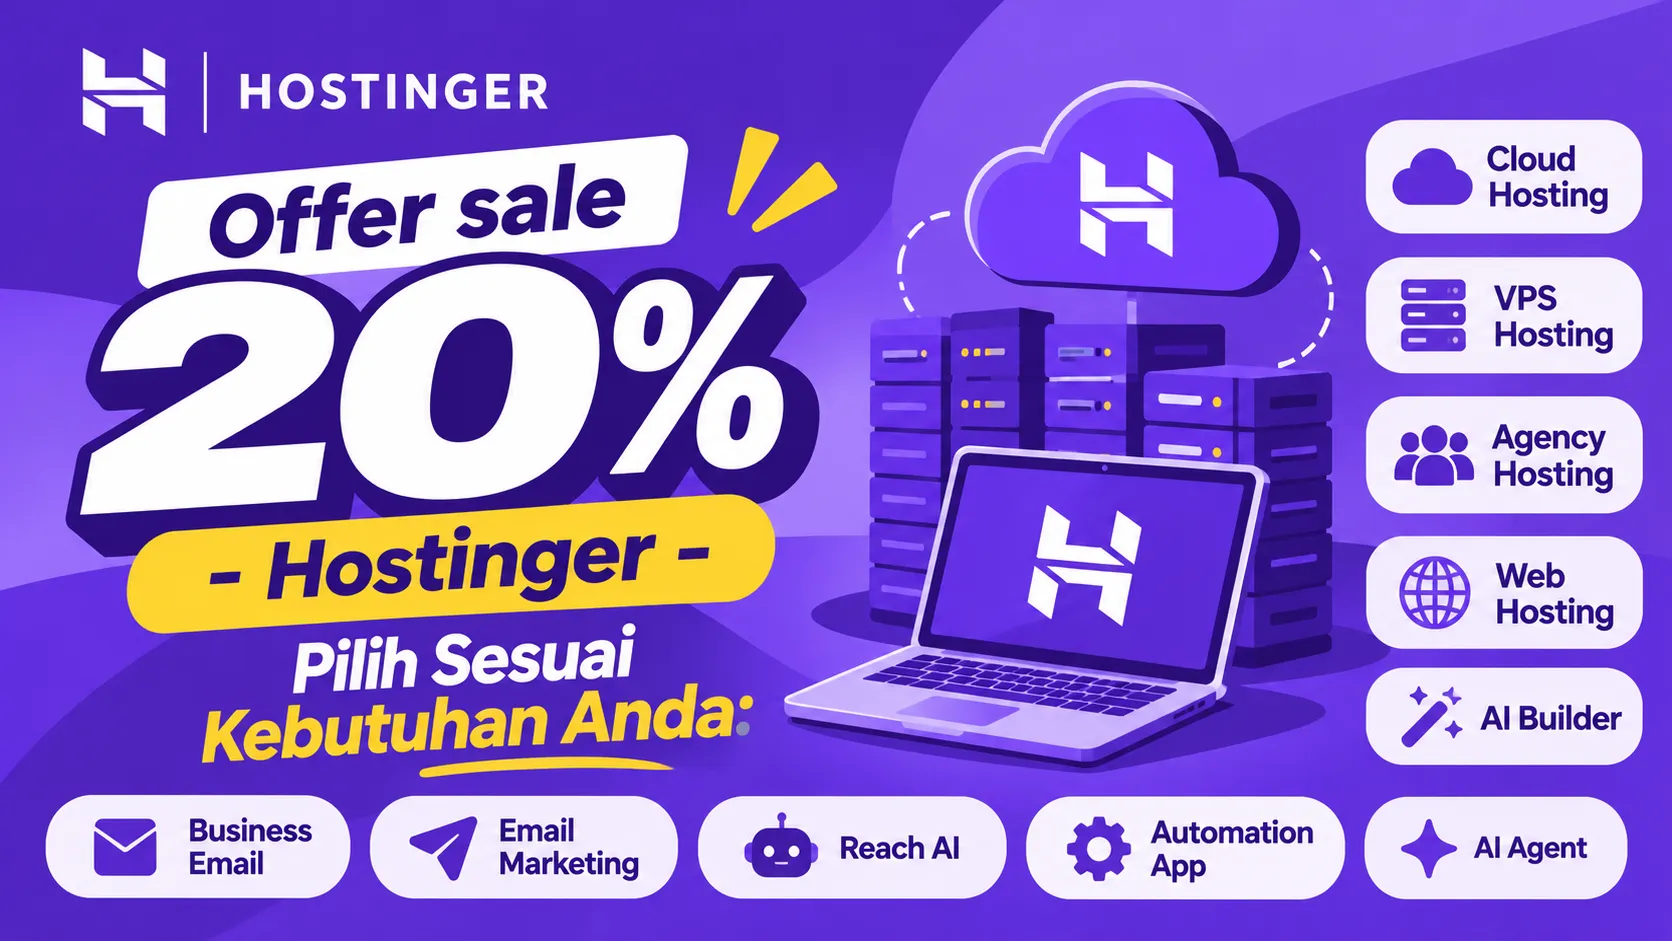 HOSTINGER
Offer sale
20%
- Hostinger -
Pilih Sesuai
Kebutuhan Anda:
Cloud
Hosting
VPS
Hosting
Agency
Hosting
Web
Hosting
AI Builder
Business
Email
Email
Marketing
Reach AI
Automation
App
AI Agent